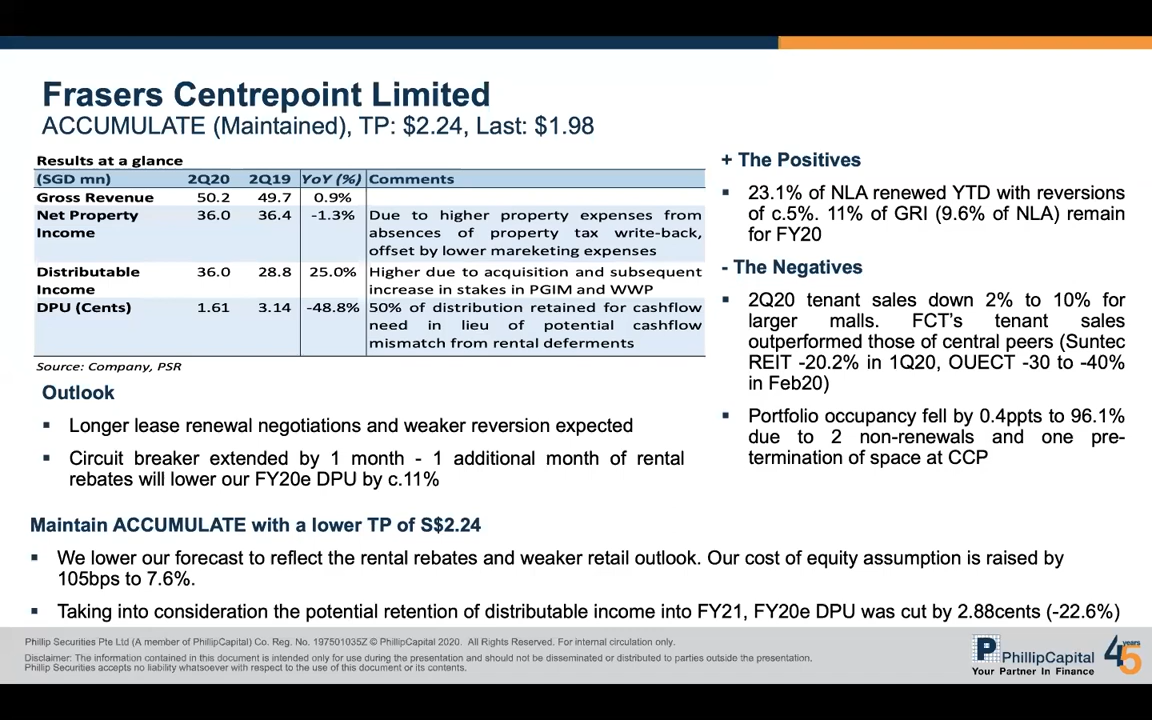 Frasers Centrepoint Limited
ACCUMULATE (Maintained), TP: $2.24, Last: $1.98
Results at a glance
(SGD mn) 2Q20 2Q19 YoY (%) Comments
Gross Revenue 50.2 49.7 0.9%
Net Property 36.0 36.4 -1.3% Due to higher property expenses from
Income absences of property tax write-back,
offset by lower mareketing expenses
Distributable 36.0 28.8 25.0% Higher due to acquisition and subsequent
Income increase in stakes in PGIM and WWP
DPU (Cents) 1.61 3.14 -48.8% 50% of distribution retained for cashflow
need in lieu of potential cashflow
mismatch from rental deferments
Source: Company, PSR
Outlook
▪ Longer lease renewal negotiations and weaker reversion expected
▪ Circuit breaker extended by 1 month - 1 additional month of rental
rebates will lower our FY20e DPU by c.11%
+ The Positives
▪ 23.1% of NLA renewed YTD with reversions
of c.5%. 11% of GRI (9.6% of NLA) remain
for FY20
- The Negatives
▪ 2Q20 tenant sales down 2% to 10% for
larger malls. FCT's tenant sales
outperformed those of central peers (Suntec
REIT -20.2% in 1Q20, OUECT -30 to -40%
in Feb20)
▪ Portfolio occupancy fell by 0.4ppts to 96.1%
due to 2 non-renewals and one pre-
termination of space at CCP
Maintain ACCUMULATE with a lower TP of S$2.24
▪ We lower our forecast to reflect the rental rebates and weaker retail outlook. Our cost of equity assumption is raised by
105bps to 7.6%.
▪ Taking into consideration the potential retention of distributable income into FY21, FY20e DPU was cut by 2.88cents (-22.6%)
Phillip Securities Pte Ltd (A member of PhillipCapital) Co. Reg. No. 197501035Z © PhillipCapital 2020. All Rights Reserved. For internal circulation only.
Disclaimer: The information contained in this document is intended only for use during the presentation and should not be disseminated or distributed to parties outside the presentation.
Phillip Securities accepts no liability whatsoever with respect to the use of this document or its contents.
P PhillipCapital
Your Partner In Finance
45 years